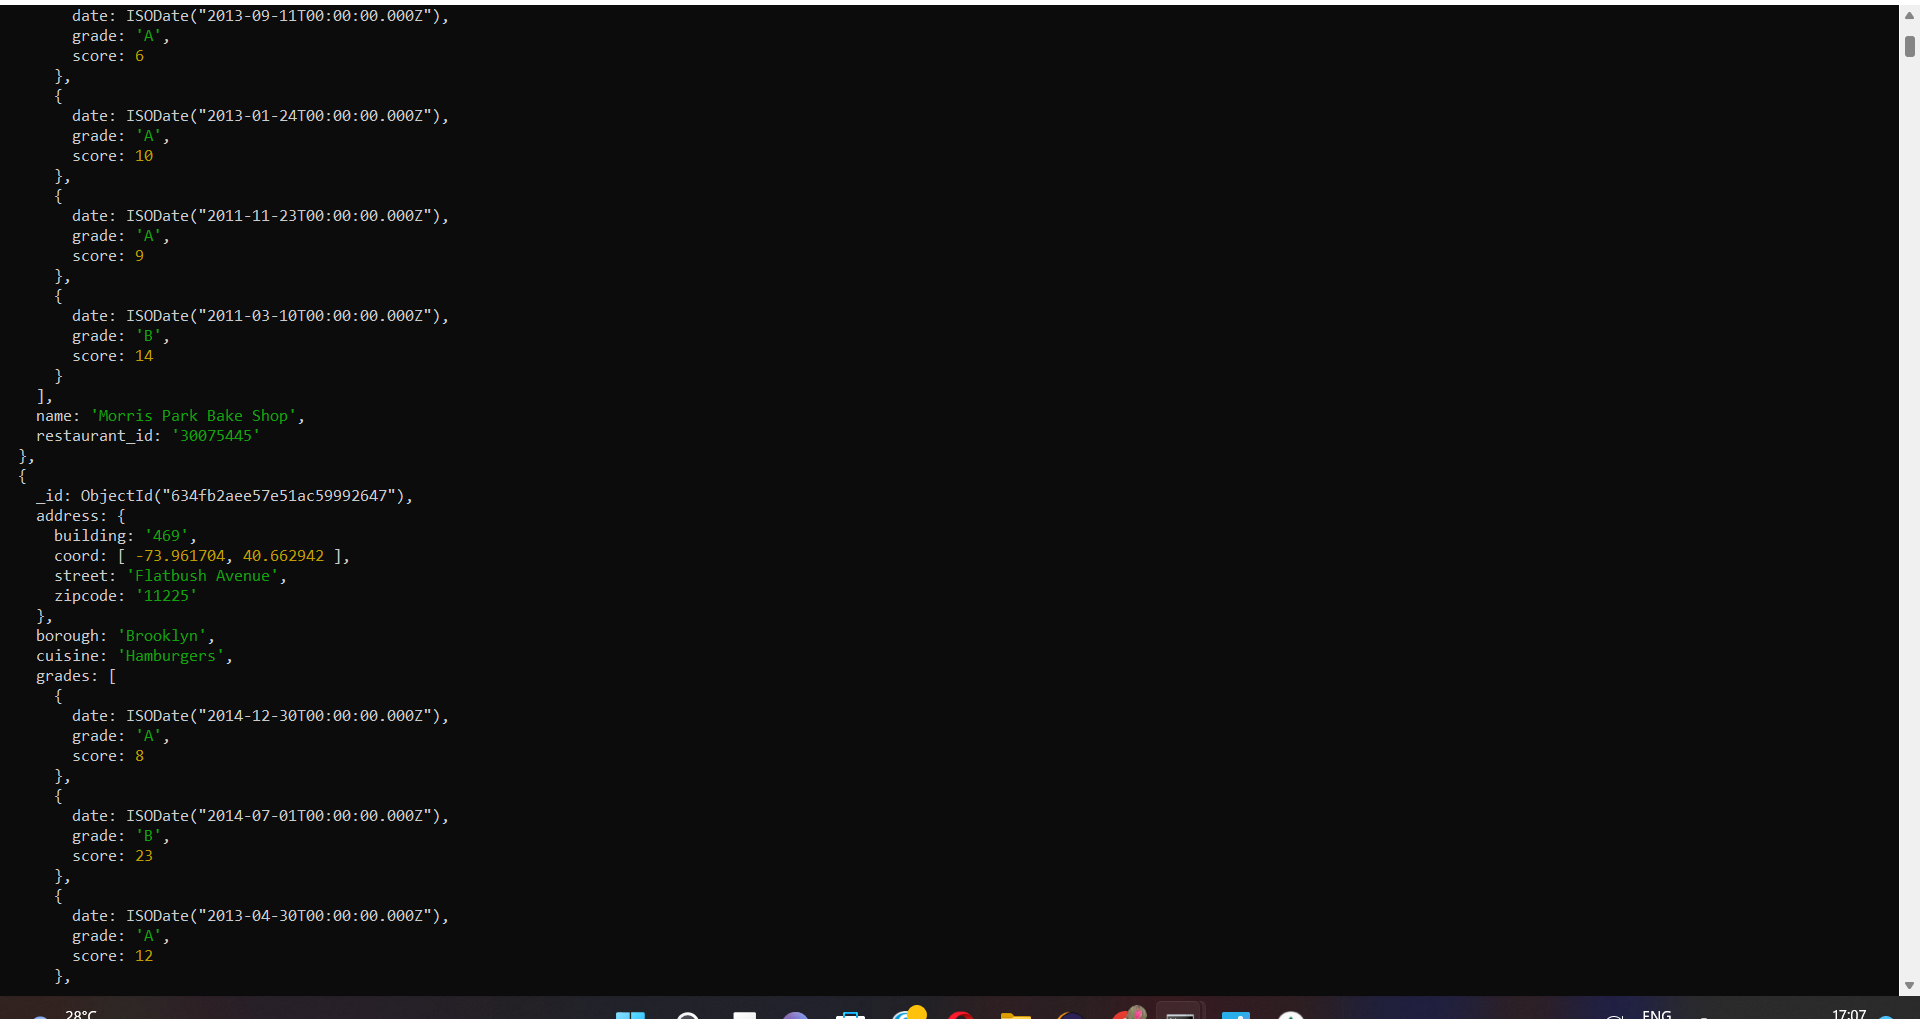 date: ISODate("2013-09-11T00:00:00.000Z"),
grade: 'A',
score: 6
},
{
date: ISODate("2013-01-24T00:00:00.000Z"),
grade: 'A',
score: 10
},
{
date: ISODate("2011-11-23T00:00:00.000Z"),
grade: 'A',
score: 9
},
{
date: ISODate("2011-03-10T00:00:00.000Z"),
grade: 'B',
score: 14
}
],
name: 'Morris Park Bake Shop',
restaurant_id: '30075445'
},
{
_id: ObjectId("634fb2aee57e51ac59992647"),
address: {
building: '469',
coord: [ -73.961704, 40.662942 ],
street: 'Flatbush Avenue',
zipcode: '11225'
},
borough: 'Brooklyn',
cuisine: 'Hamburgers',
grades: [
{
date: ISODate("2014-12-30T00:00:00.000Z"),
grade: 'A',
score: 8
},
{
date: ISODate("2014-07-01T00:00:00.000Z"),
grade: 'B',
score: 23
},
{
date: ISODate("2013-04-30T00:00:00.000Z"),
grade: 'A',
score: 12
},
28°C ENG 17:07